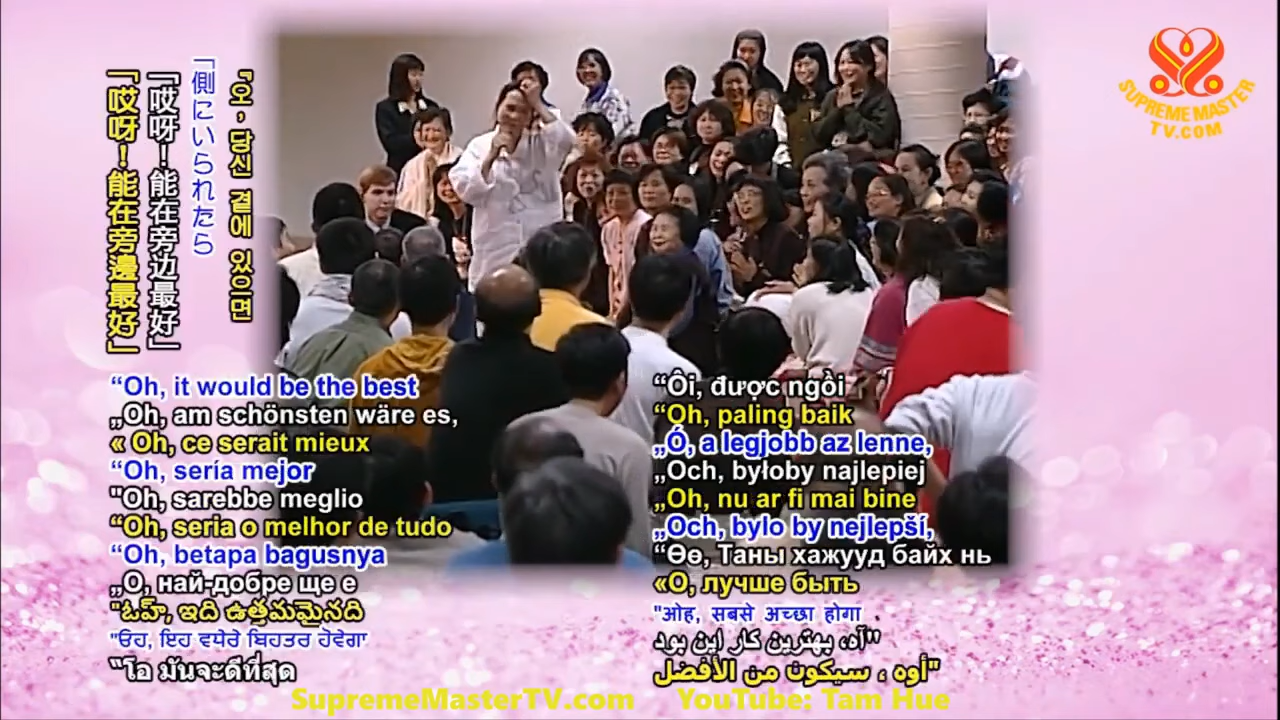 「哎呀！能在旁邊最好」
「哎呀！能在旁边最好」
「側にいられたら
『오, 당신 곁에 있으면
SUPREME MASTER
TV.COM
“Oh, it would be the best
„Oh, am schönsten wäre es,
« Oh, ce serait mieux
“Oh, sería mejor
"Oh, sarebbe meglio
“Oh, seria o melhor de tudo
“Oh, betapa bagusnya
„О, най-добре ще е
"ఓహ్, ఇది ఉత్తమమైనది
"ਓਹ, ਇਹ ਵਧੇਰੇ ਬਿਹਤਰ ਹੋਵੇਗਾ'
“โอ มันจะดีที่สุด
“Ôi, được ngồi
“Oh, paling baik
„Ó, a legjobb az lenne,
„Och, byłoby najlepiej
„Oh, nu ar fi mai bine
„Och, bylo by nejlepší,
“Өө, Таны хажууд байх нь
«О, лучше быть
"ओह, सबसे अच्छा होगा .
"آه، بهترین کار این بود
"أوه ، سيكون من الأفضل
SupremeMasterTV.com YouTube: Tam Hue